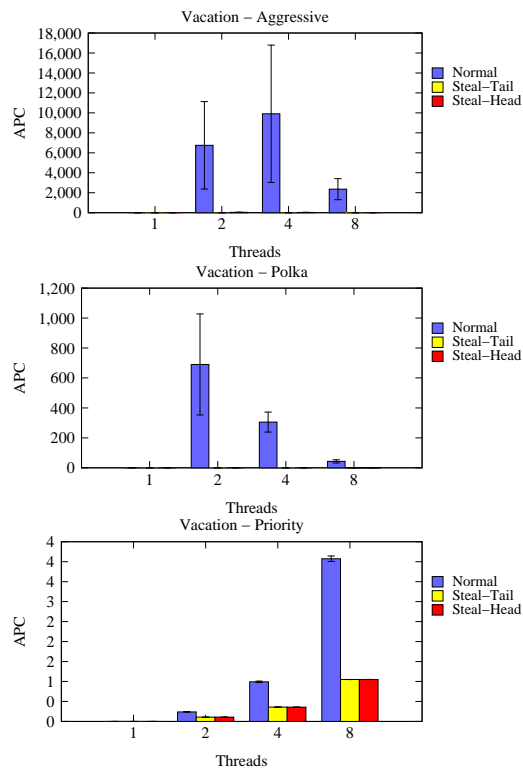 Vacation – Aggressive
18,000
16,000
14,000
12,000
10,000
8,000
6,000
4,000
2,000
0
APC
1 2 4 8
Threads
Normal
Steal–Tail
Steal–Head
Vacation – Polka
1,200
1,000
800
600
400
200
0
APC
1 2 4 8
Threads
Normal
Steal–Tail
Steal–Head
Vacation – Priority
4
4
4
3
3
2
2
1
0
0
APC
1 2 4 8
Threads
Normal
Steal–Tail
Steal–Head